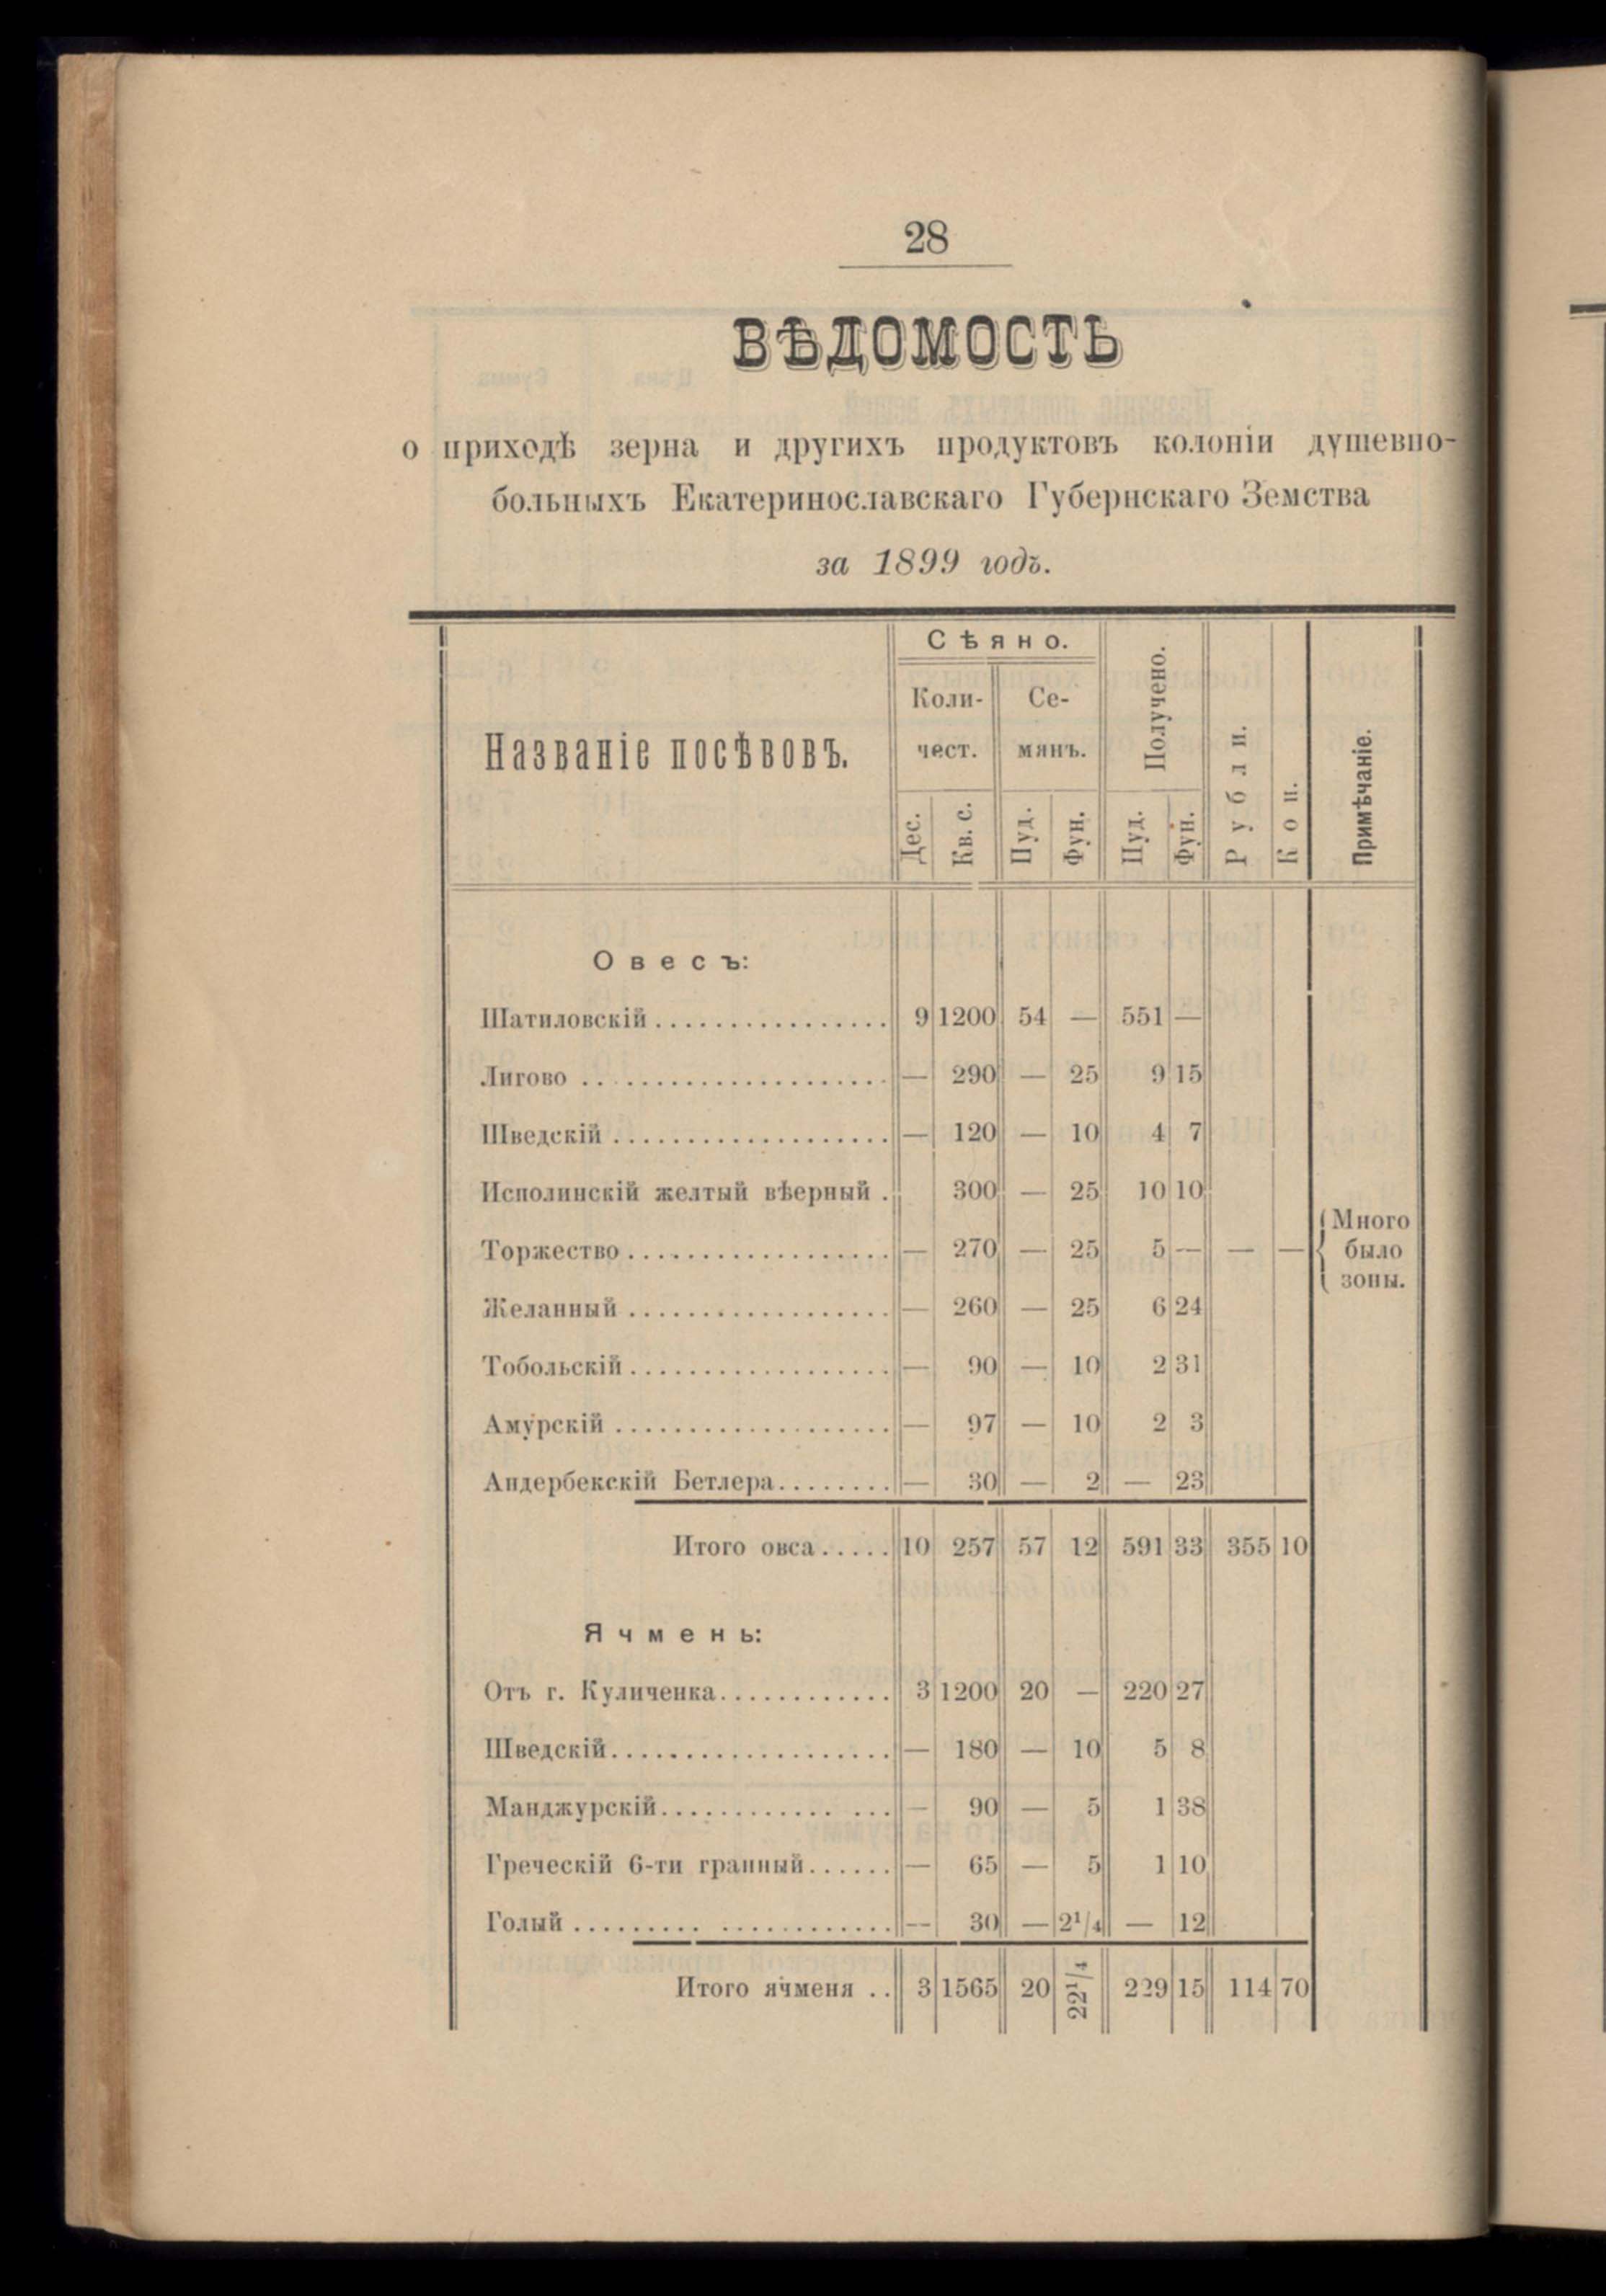 28
ВѢДОМОСТЬ
о приходѣ зерна и другихъ продуктовъ колоніи душевно-
больныхъ Екатеринославскаго Губернскаго Земства
за 1899 годъ.
Названіе посѣвовъ. Сѣяно. Получено. Рубли. Коп. Примѣчаніе.
Коли- Се-
чест. мянъ.
Дес. Кв. с. Пуд. Фун. Пуд. Фун.
Овесъ:
Шатиловскій................ 9 1200 54 — 551 —
Лигово ..................... — 290 — 25 9 15
Шведскій ................... — 120 — 10 4 7
Исполинскій желтый вѣерный . 300 — 25 10 10
Торжество.................. — 270 — 25 5 — — — Много
было
зоны.
Желанный .................. — 260 — 25 6 24
Тобольскій.................. — 90 — 10 2 31
Амурскій ................... — 97 — 10 2 3
Андербекскій Бетлера........ — 30 — 2 — 23
Итого овса..... 10 257 57 12 591 33 355 10
Ячмень:
Отъ г. Куличенка............ 3 1200 20 — 220 27
Шведскій................... — 180 — 10 5 8
Манджурскій............ ... — 90 — 5 1 38
Греческій 6-ти гранный...... — 65 — 5 1 10
Голый ......... ............ — 30 — 2¹/₄ — 12
Итого ячменя .. 3 1565 20 22¹/₄ 229 15 114 70